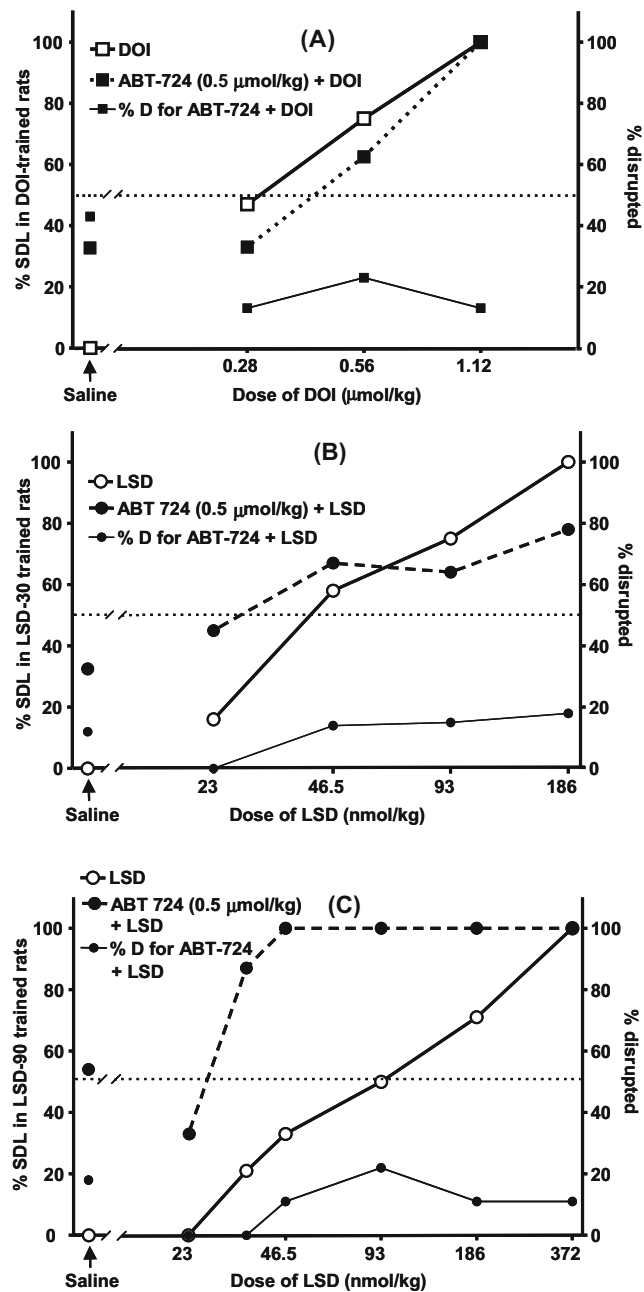 (A)
DOI
ABT-724 (0.5 μmol/kg) + DOI
% D for ABT-724 + DOI
% SDL in DOI-trained rats
% disrupted
100
80
60
40
20
0
100
80
60
40
20
0
0.28
0.56
1.12
Saline
Dose of DOI (μmol/kg)
(B)
LSD
ABT 724 (0.5 μmol/kg) + LSD
% D for ABT-724 + LSD
% SDL in LSD-30 trained rats
% disrupted
100
80
60
40
20
0
100
80
60
40
20
0
23
46.5
93
186
Saline
Dose of LSD (nmol/kg)
(C)
LSD
ABT 724 (0.5 μmol/kg)
+ LSD
% D for ABT-724
+ LSD
% SDL in LSD-90 trained rats
% disrupted
100
80
60
40
20
0
100
80
60
40
20
0
23
46.5
93
186
372
Saline
Dose of LSD (nmol/kg)